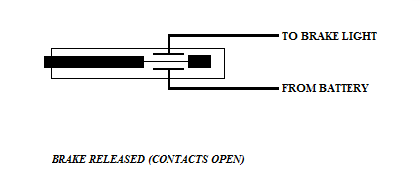 TO BRAKE LIGHT
FROM BATTERY
BRAKE RELEASED (CONTACTS OPEN)